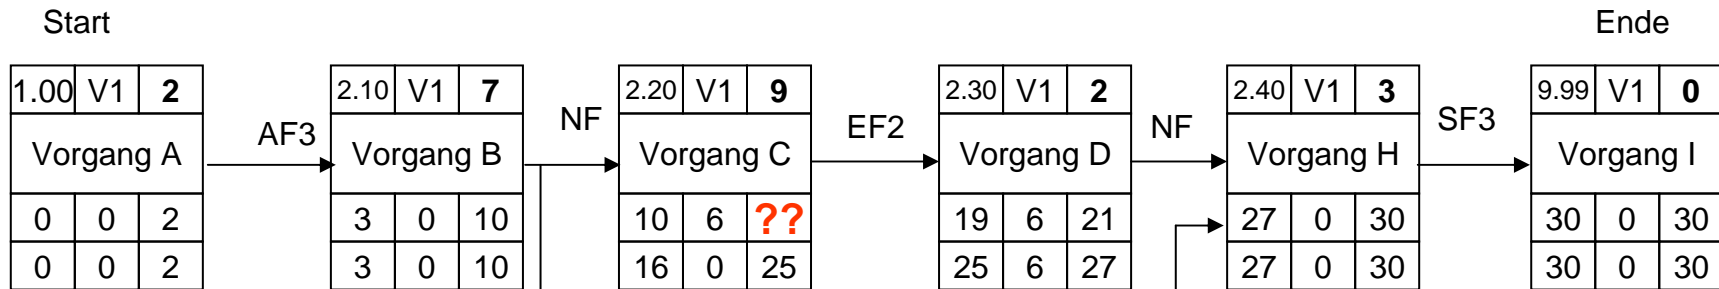 Start Ende
1.00 V1 2 2.10 V1 7 2.20 V1 9 2.30 V1 2 2.40 V1 3 9.99 V1 0
AF3 NF EF2 NF SF3
Vorgang A Vorgang B Vorgang C Vorgang D Vorgang H Vorgang I
0 0 2 3 0 10 10 6 ?? 19 6 21 27 0 30 30 0 30
0 0 2 3 0 10 16 0 25 25 6 27 27 0 30 30 0 30